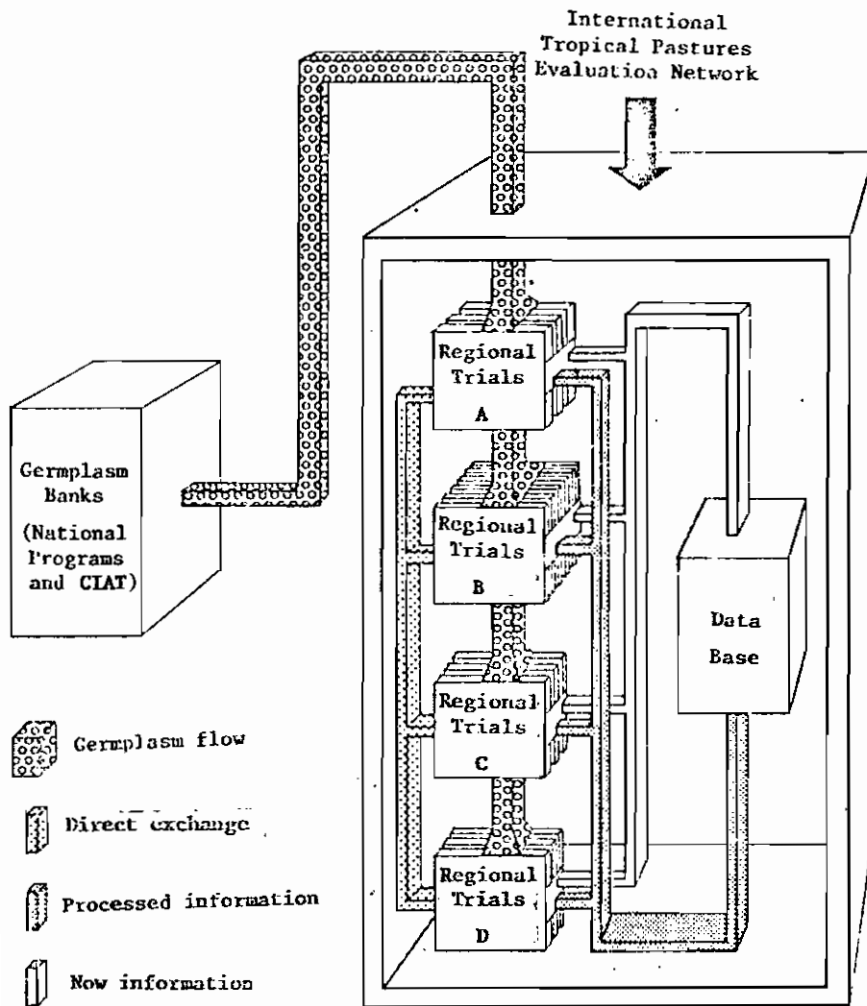 International
Tropical Pastures
Evaluation Network
Regional
Trials
A
Germplasm
Banks
(National
Programs
and CIAT)
Regional
Trials
B
Data
Base
Regional
Trials
C
Germplasm flow
Direct exchange
Regional
Trials
D
Processed information
Now information